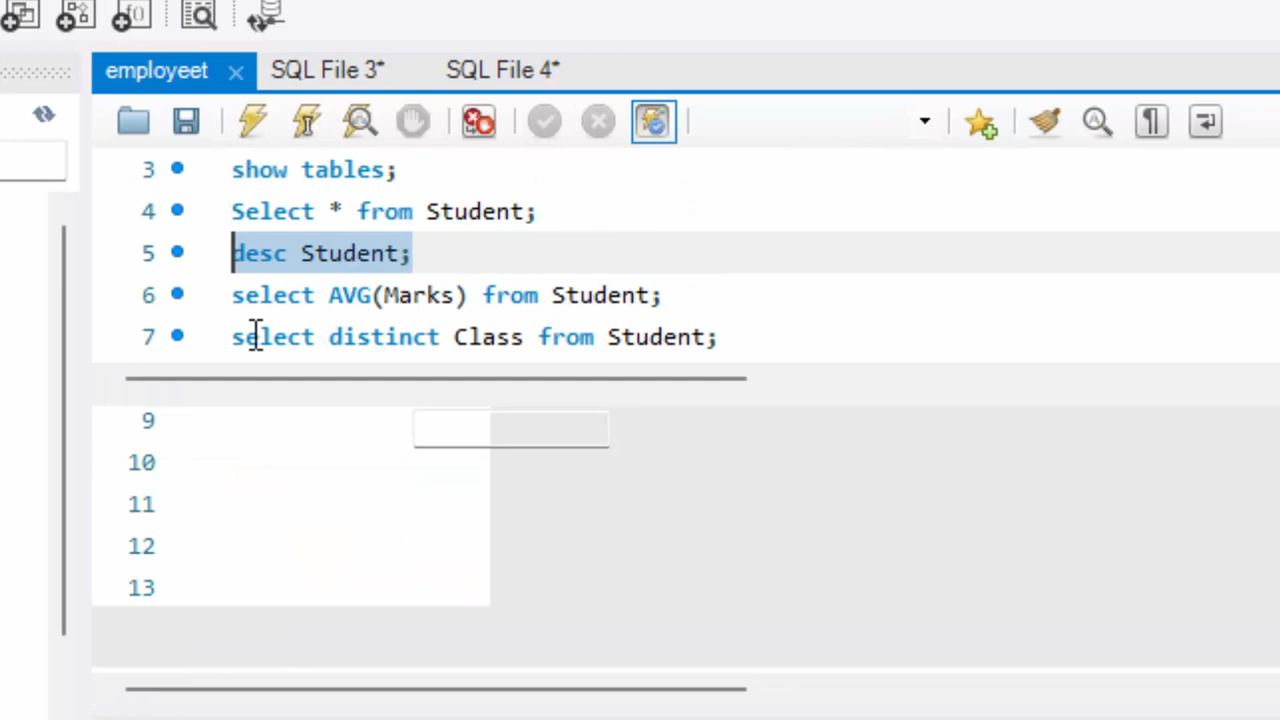 employeet
SQL File 3*
SQL File 4*
3 show tables;
4 Select * from Student;
5 desc Student;
6 select AVG(Marks) from Student;
7 select distinct Class from Student;
9
10
11
12
13